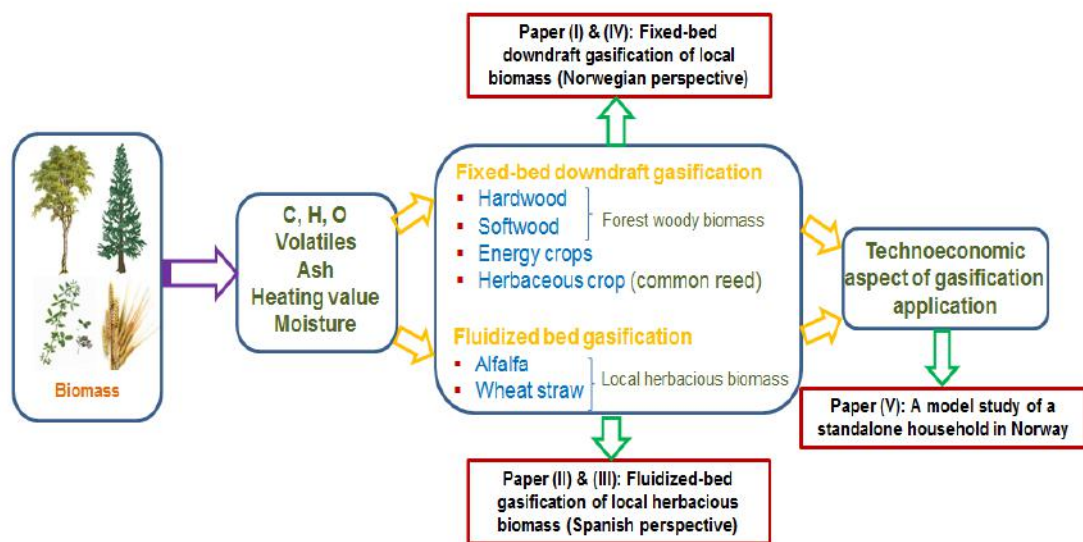 Paper (I) & (IV): Fixed-bed
downdraft gasification of local
biomass (Norwegian perspective)
Biomass
C, H, O
Volatiles
Ash
Heating value
Moisture
Fixed-bed downdraft gasification
Hardwood
Softwood
Forest woody biomass
Energy crops
Herbaceous crop (common reed)
Fluidized bed gasification
Alfalfa
Wheat straw
Local herbacious biomass
Technoeconomic
aspect of gasification
application
Paper (V): A model study of a
standalone household in Norway
Paper (II) & (III): Fluidized-bed
gasification of local herbacious
biomass (Spanish perspective)